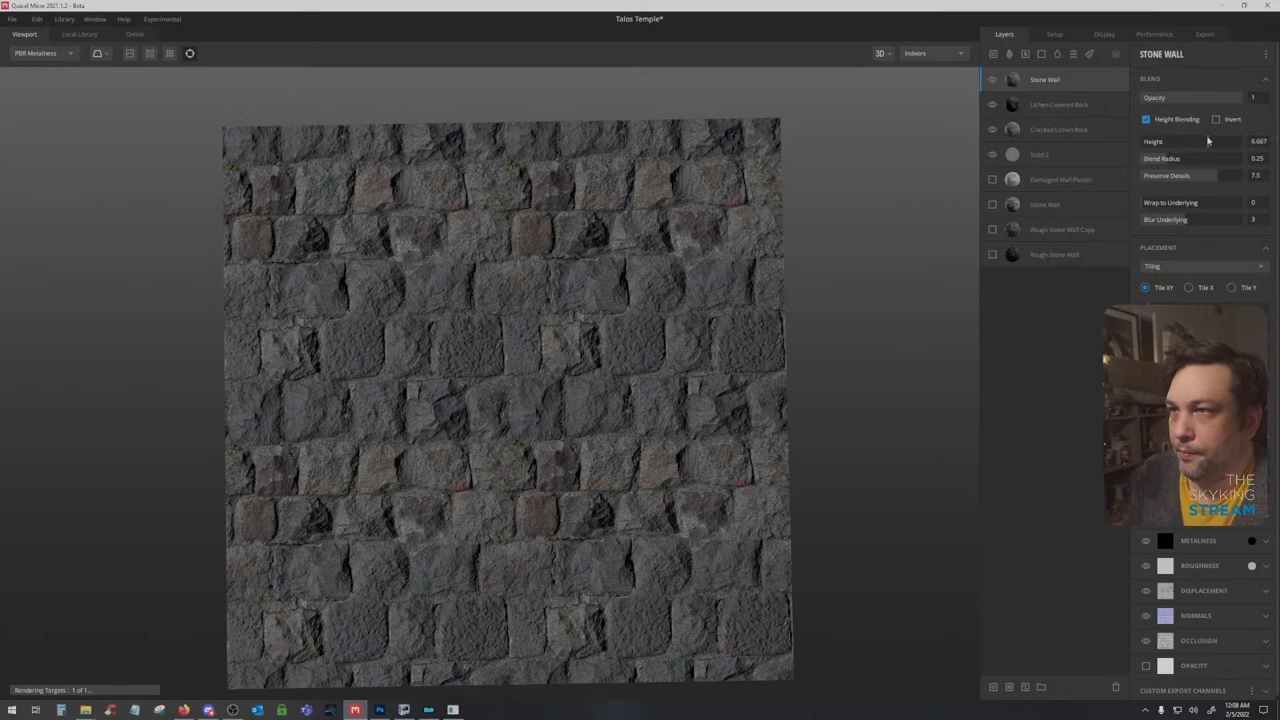 Quixel Mixer 2021.1.2 - Beta
File Edit Library Window Help Experimental
Talos Temple*
Viewport Local Library Online
Layers Setup Display Performance Export
PBR Metalness
3D Indoors
STONE WALL
Stone Wall
Lichen Covered Rock
Cracked Lichen Rock
Solid 2
Damaged Wall Plaster
Stone Wall
Rough Stone Wall Copy
Rough Stone Wall
BLEND
Opacity 1
Height Blending Invert
Height 6.667
Blend Radius 0.25
Preserve Details 7.5
Wrap to Underlying 0
Blur Underlying 3
PLACEMENT
Tiling
Tile XY Tile X Tile Y
THE
SKYKING
STREAM
METALNESS
ROUGHNESS
DISPLACEMENT
NORMALS
OCCLUSION
OPACITY
CUSTOM EXPORT CHANNELS
Rendering Targets : 1 of 1...
12:08 AM
2/5/2022